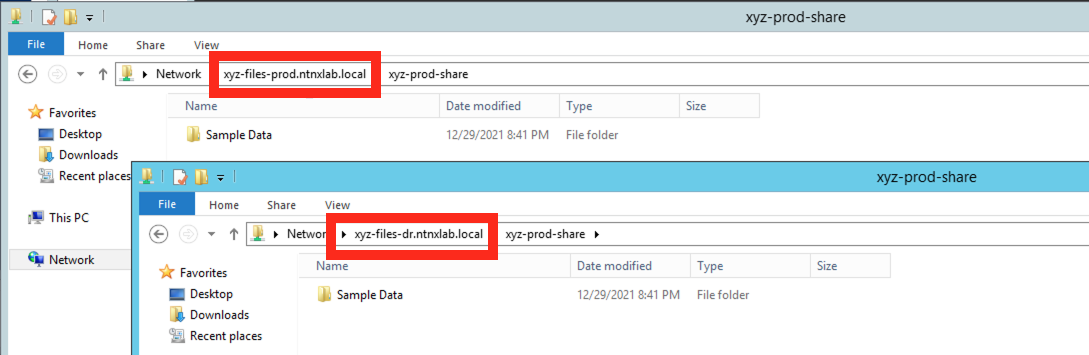 xyz-prod-share
File Home Share View
Network xyz-files-prod.ntnxlab.local xyz-prod-share
Favorites
Desktop
Downloads
Recent places
This PC
Network
Name Date modified Type Size
Sample Data 12/29/2021 8:41 PM File folder
xyz-prod-share
File Home Share View
Networ xyz-files-dr.ntnxlab.local xyz-prod-share
Favorites
Desktop
Downloads
Recent places
Name Date modified Type Size
Sample Data 12/29/2021 8:41 PM File folder